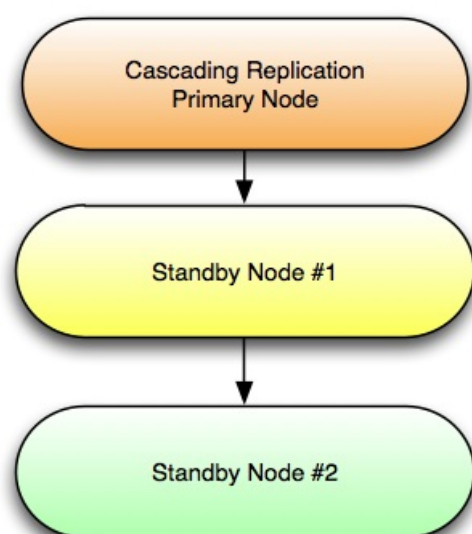 Cascading Replication
Primary Node
Standby Node #1
Standby Node #2